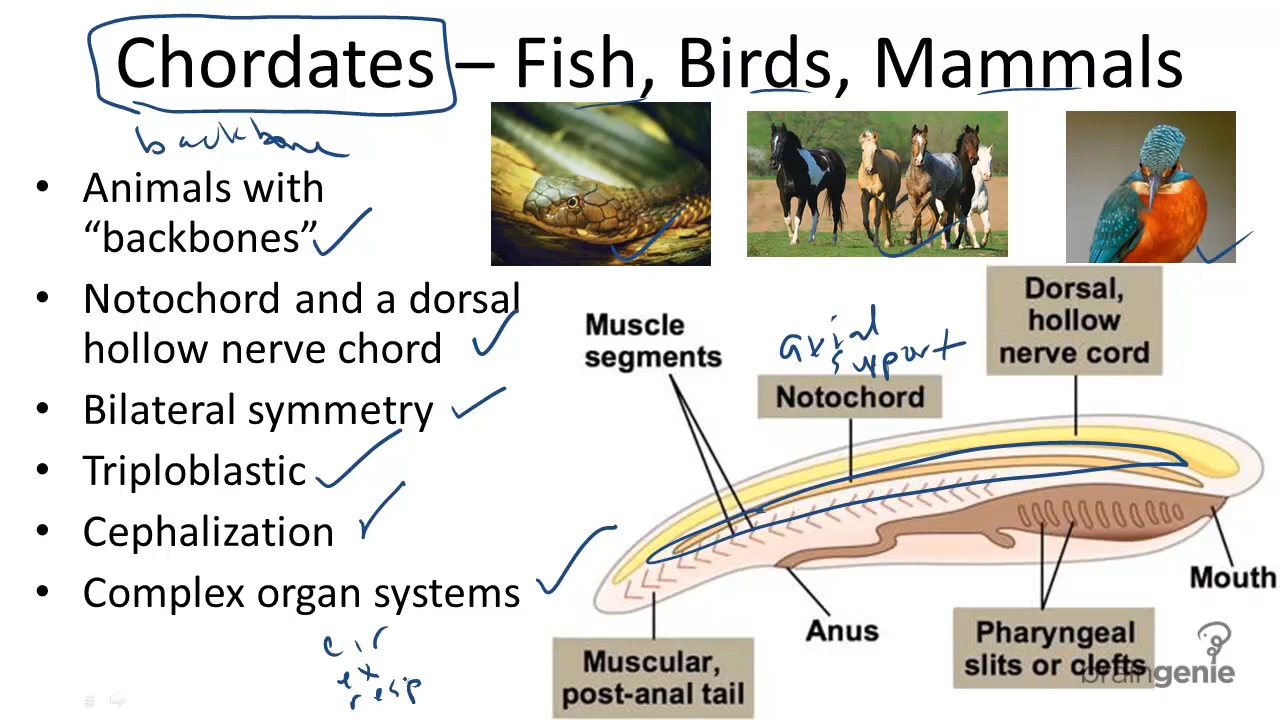 Chordates – Fish, Birds, Mammals
backbone
• Animals with
“backbones”
• Notochord and a dorsal
hollow nerve chord
• Bilateral symmetry
• Triploblastic
• Cephalization
• Complex organ systems
cir
ex
resp
Muscle
segments
axial
support
Notochord
Dorsal,
hollow
nerve cord
Mouth
Anus
Muscular,
post-anal tail
Pharyngeal
slits or clefts
braingenie